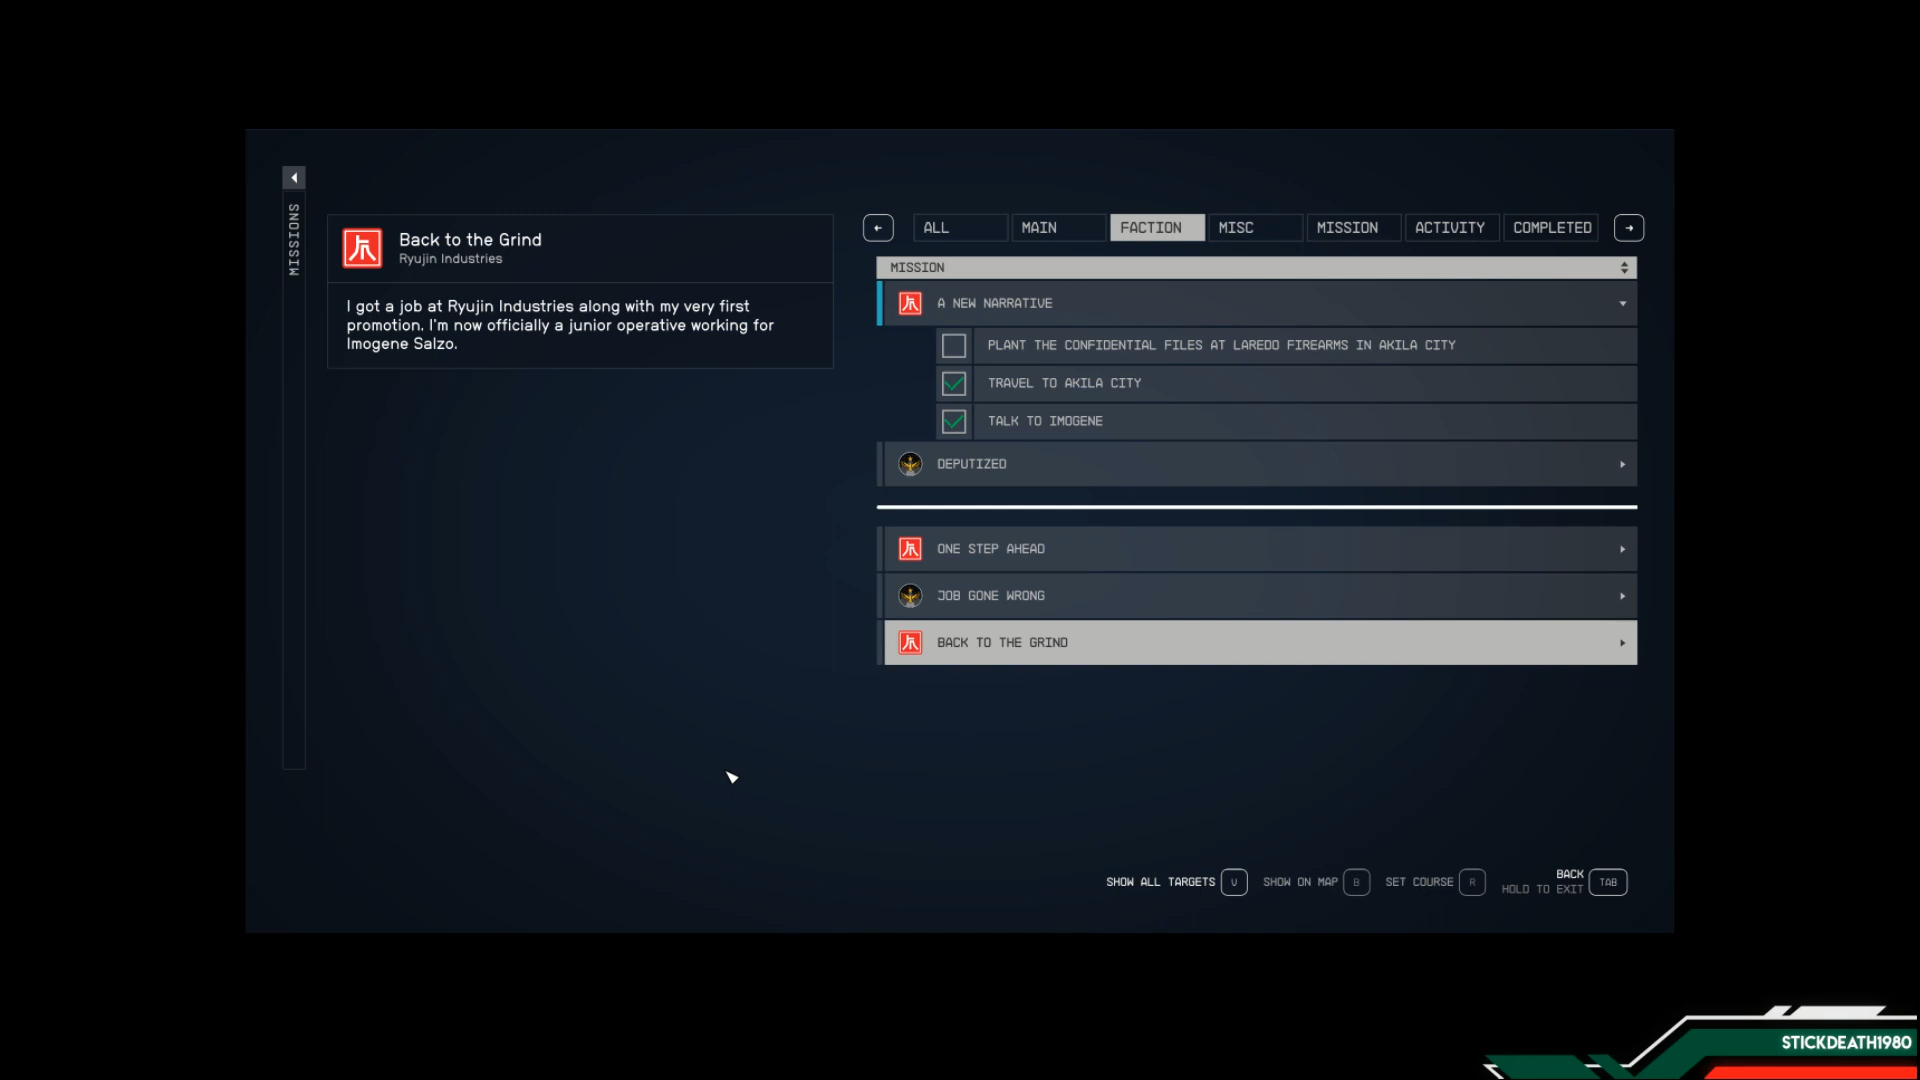 MISSIONS
Back to the Grind
Ryujin Industries
I got a job at Ryujin Industries along with my very first
promotion. I'm now officially a junior operative working for
Imogene Salzo.
ALL MAIN FACTION MISC MISSION ACTIVITY COMPLETED
MISSION
A NEW NARRATIVE
PLANT THE CONFIDENTIAL FILES AT LAREDO FIREARMS IN AKILA CITY
TRAVEL TO AKILA CITY
TALK TO IMOGENE
DEPUTIZED
ONE STEP AHEAD
JOB GONE WRONG
BACK TO THE GRIND
SHOW ALL TARGETS V SHOW ON MAP B SET COURSE R BACK TAB
HOLD TO EXIT
STICKDEATH1980